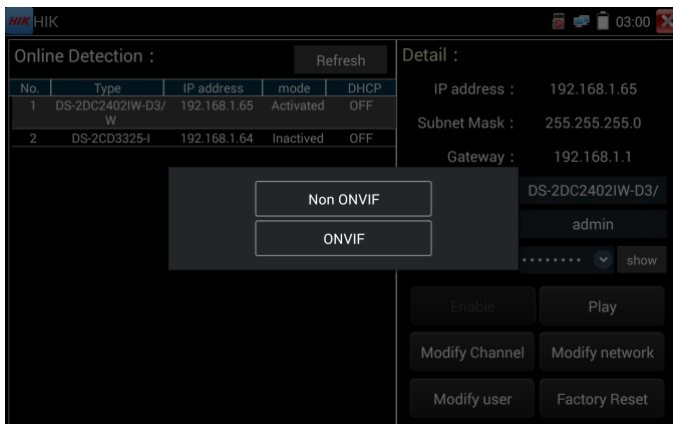 HIK HIK 03:00
Online Detection : Refresh
No. Type IP address mode DHCP
1 DS-2DC2402IW-D3/ 192.168.1.65 Activated OFF
W
2 DS-2CD3325-I 192.168.1.64 Inactived OFF
Non ONVIF
ONVIF
Detail :
IP address : 192.168.1.65
Subnet Mask : 255.255.255.0
Gateway : 192.168.1.1
DS-2DC2402IW-D3/
admin
show
Enable Play
Modify Channel Modify network
Modify user Factory Reset